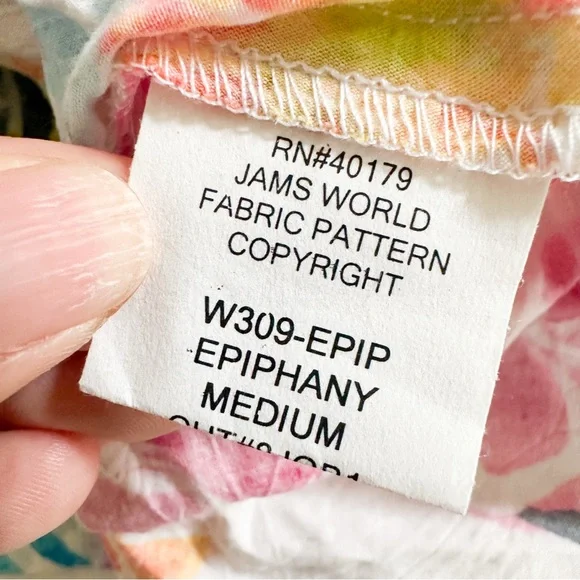 RN#40179
JAMS WORLD
FABRIC PATTERN
COPYRIGHT
W309-EPIP
EPIPHANY
MEDIUM